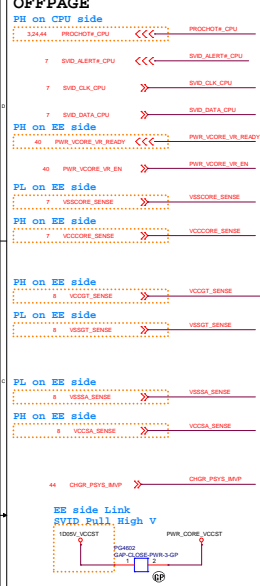 OFFPAGE
PH on CPU side
3,24,44 PROCHOT#_CPU PROCHOT#_CPU
7 SVID_ALERT#_CPU SVID_ALERT#_CPU
7 SVID_CLK_CPU SVID_CLK_CPU
D
7 SVID_DATA_CPU SVID_DATA_CPU
PH on EE side
40 PWR_VCORE_VR_READY PWR_VCORE_VR_READY
40 PWR_VCORE_VR_EN PWR_VCORE_VR_EN
PL on EE side
7 VSSCORE_SENSE VSSCORE_SENSE
PH on EE side
7 VCCCORE_SENSE VCCCORE_SENSE
PH on EE side
8 VCCGT_SENSE VCCGT_SENSE
PL on EE side
8 VSSGT_SENSE VSSGT_SENSE
C
PL on EE side
6 VSSSA_SENSE VSSSA_SENSE
PH on EE side
6 VCCSA_SENSE VCCSA_SENSE
44 CHGR_PSYS_IMVP CHGR_PSYS_IMVP
EE side Link
SVID Pull High V
1D05V_VCCST PWR_CORE_VCCST
PG4602
GAP-CLOSE-PWR-3-GP
1 2
GP